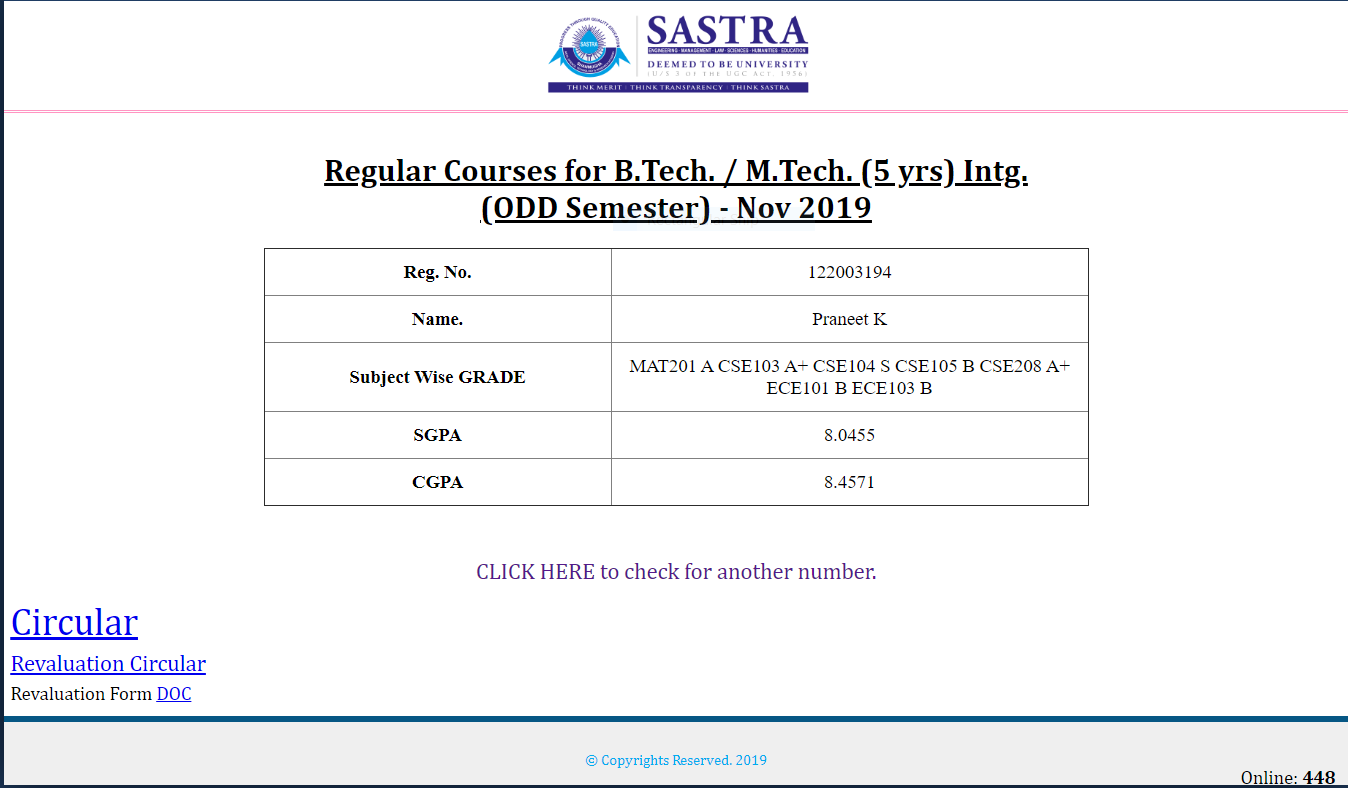 SASTRA
ENGINEERING · MANAGEMENT · LAW · SCIENCES · HUMANITIES · EDUCATION
DEEMED TO BE UNIVERSITY
(U/S 3 OF THE UGC ACT, 1956)
THINK MERIT | THINK TRANSPARENCY | THINK SASTRA
Regular Courses for B.Tech. / M.Tech. (5 yrs) Intg.
(ODD Semester) - Nov 2019
Reg. No. 122003194
Name. Praneet K
Subject Wise GRADE MAT201 A CSE103 A+ CSE104 S CSE105 B CSE208 A+
ECE101 B ECE103 B
SGPA 8.0455
CGPA 8.4571
CLICK HERE to check for another number.
Circular
Revaluation Circular
Revaluation Form DOC
© Copyrights Reserved. 2019
Online: 448